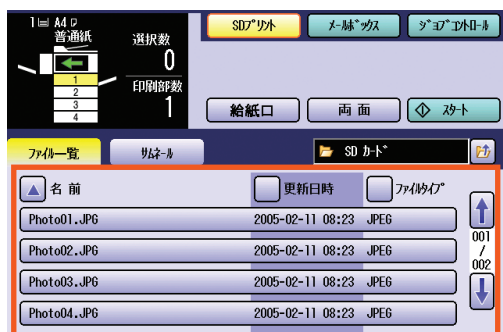 1 A4
普通紙
選択数
0
印刷部数
1
1
2
3
4
SDﾌﾟﾘﾝﾄ
ﾒｰﾙﾎﾞｯｸｽ
ｼﾞｮﾌﾞｺﾝﾄﾛｰﾙ
給紙口
両面
ｽﾀｰﾄ
ﾌｧｲﾙ一覧
ｻﾑﾈｰﾙ
SD ｶｰﾄﾞ
名前
更新日時
ﾌｧｲﾙﾀｲﾌﾟ
Photo01.JPG 2005-02-11 08:23 JPEG
Photo02.JPG 2005-02-11 08:23 JPEG
Photo03.JPG 2005-02-11 08:23 JPEG
Photo04.JPG 2005-02-11 08:23 JPEG
001
/
002